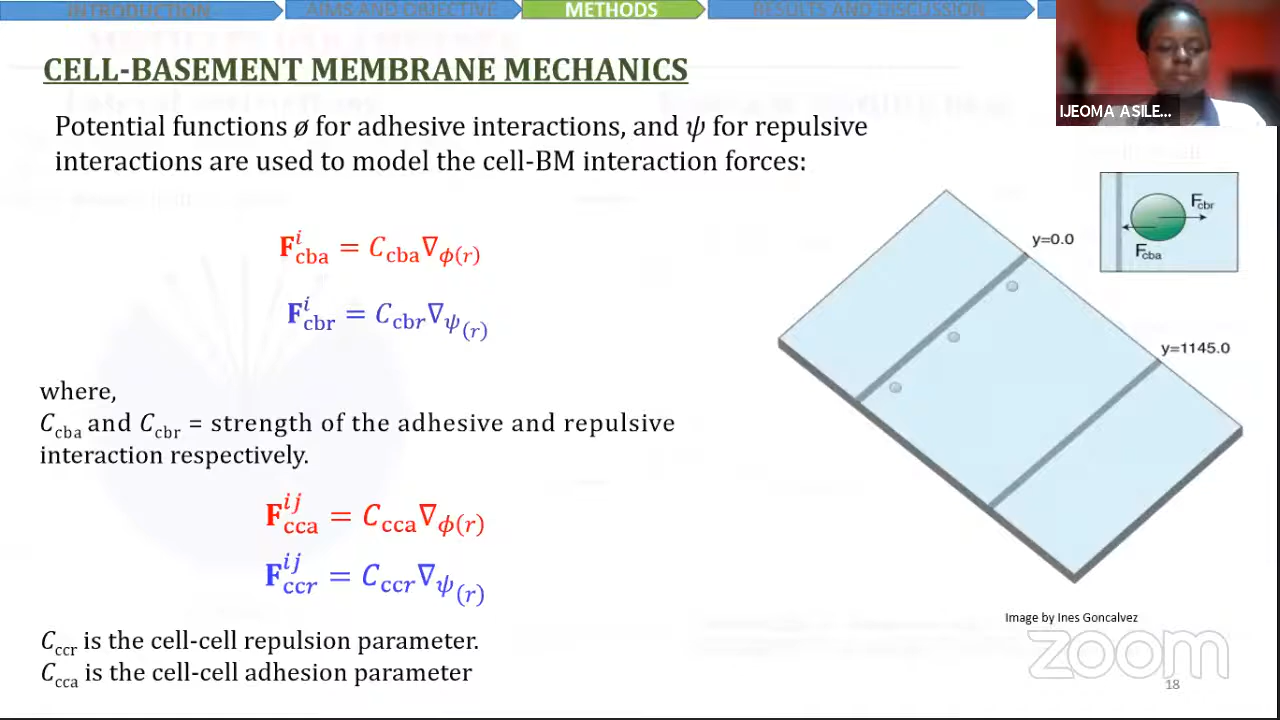 INTRODUCTION
AIMS AND OBJECTIVE
METHODS
RESULTS AND DISCUSSION
CELL-BASEMENT MEMBRANE MECHANICS
IJEOMA ASILE...
Potential functions ø for adhesive interactions, and ψ for repulsive
interactions are used to model the cell-BM interaction forces:
F^i_cba = C_cba ∇_ϕ(r)
F^i_cbr = C_cbr ∇_ψ_(r)
where,
C_cba and C_cbr = strength of the adhesive and repulsive
interaction respectively.
F^ij_cca = C_cca ∇_ϕ(r)
F^ij_ccr = C_ccr ∇_ψ_(r)
C_ccr is the cell-cell repulsion parameter.
C_cca is the cell-cell adhesion parameter
F_cbr
F_cba
y=0.0
y=1145.0
Image by Ines Goncalvez
zoom
18